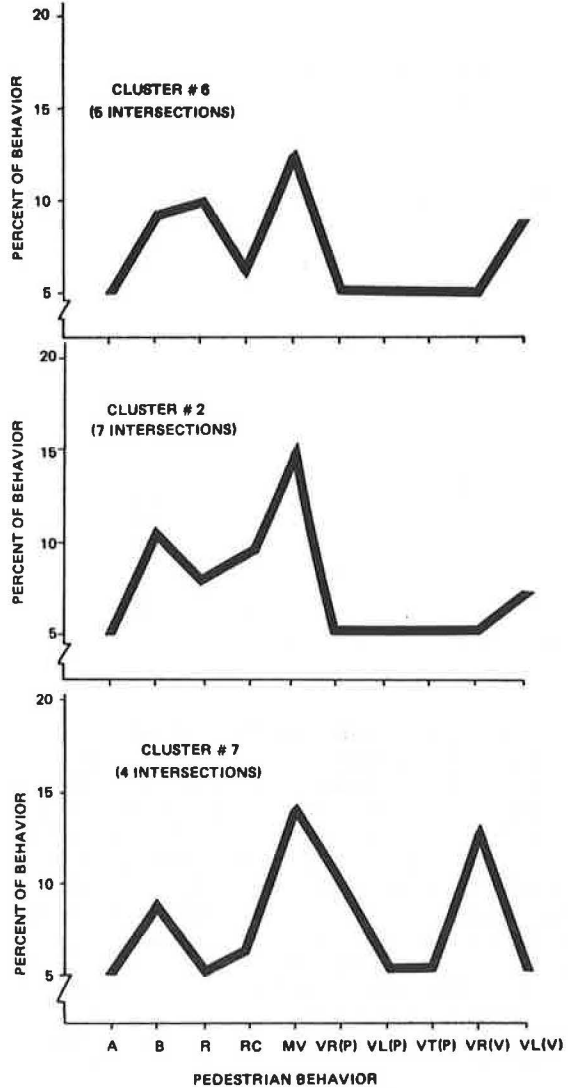 20
15
10
5
PERCENT OF BEHAVIOR
CLUSTER # 6
(5 INTERSECTIONS)
20
15
10
5
PERCENT OF BEHAVIOR
CLUSTER # 2
(7 INTERSECTIONS)
20
15
10
5
PERCENT OF BEHAVIOR
CLUSTER # 7
(4 INTERSECTIONS)
A B R RC MV VR(P) VL(P) VT(P) VR(V) VL(V)
PEDESTRIAN BEHAVIOR